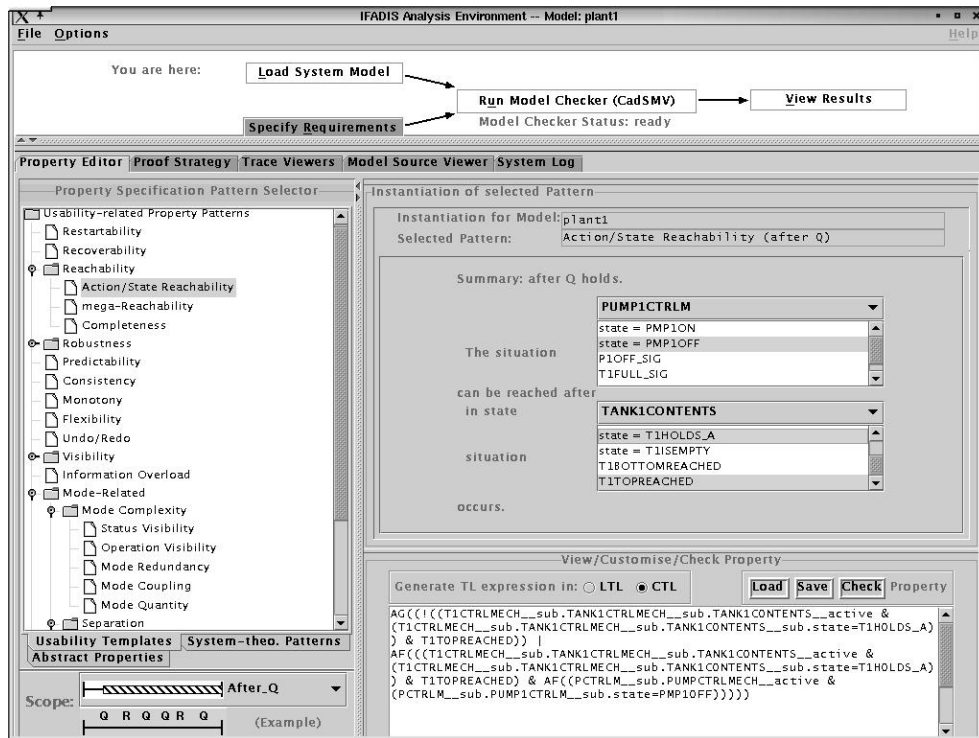 IFADIS Analysis Environment -- Model: plant1
File Options Help
You are here:
Load System Model
Run Model Checker (CadSMV)
View Results
Specify Requirements
Model Checker Status: ready
Property Editor Proof Strategy Trace Viewers Model Source Viewer System Log
Property Specification Pattern Selector
Usability-related Property Patterns
Restartability
Recoverability
Reachability
Action/State Reachability
mega-Reachability
Completeness
Robustness
Predictability
Consistency
Monotony
Flexibility
Undo/Redo
Visibility
Information Overload
Mode-Related
Mode Complexity
Status Visibility
Operation Visibility
Mode Redundancy
Mode Coupling
Mode Quantity
Separation
Usability Templates System-theo. Patterns
Abstract Properties
Scope:
After_Q
Q R Q Q R Q
(Example)
Instantiation of selected Pattern
Instantiation for Model: plant1
Selected Pattern: Action/State Reachability (after Q)
Summary: after Q holds.
PUMP1CTRLM
The situation
state = PMP1ON
state = PMP1OFF
P1OFF_SIG
T1FULL_SIG
can be reached after
in state
TANK1CONTENTS
situation
state = T1HOLDS_A
state = T1ISEMPTY
T1BOTTOMREACHED
T1TOPREACHED
occurs.
View/Customise/Check Property
Generate TL expression in: LTL CTL
Load Save Check Property
AG((!((T1CTRLMECH__sub.TANK1CTRLMECH__sub.TANK1CONTENTS__active &
(T1CTRLMECH__sub.TANK1CTRLMECH__sub.TANK1CONTENTS__sub.state=T1HOLDS_A)
) & T1TOPREACHED)) |
AF(((T1CTRLMECH__sub.TANK1CTRLMECH__sub.TANK1CONTENTS__active &
(T1CTRLMECH__sub.TANK1CTRLMECH__sub.TANK1CONTENTS__sub.state=T1HOLDS_A)
) & T1TOPREACHED) & AF((PCTRLM__sub.PUMPCTRLMECH__active &
(PCTRLM__sub.PUMP1CTRLM__sub.state=PMP1OFF)))))